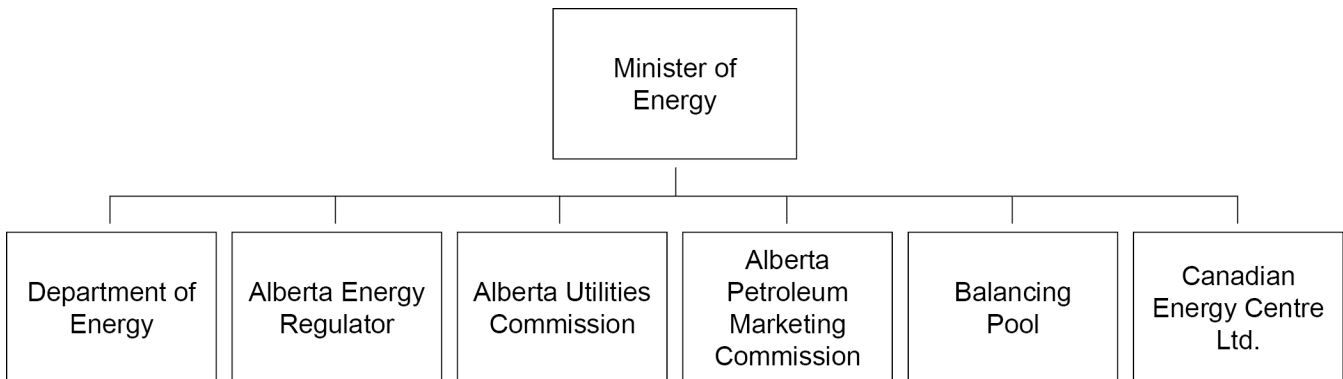 Minister of
Energy
Department of
Energy
Alberta Energy
Regulator
Alberta Utilities
Commission
Alberta
Petroleum
Marketing
Commission
Balancing
Pool
Canadian
Energy Centre
Ltd.